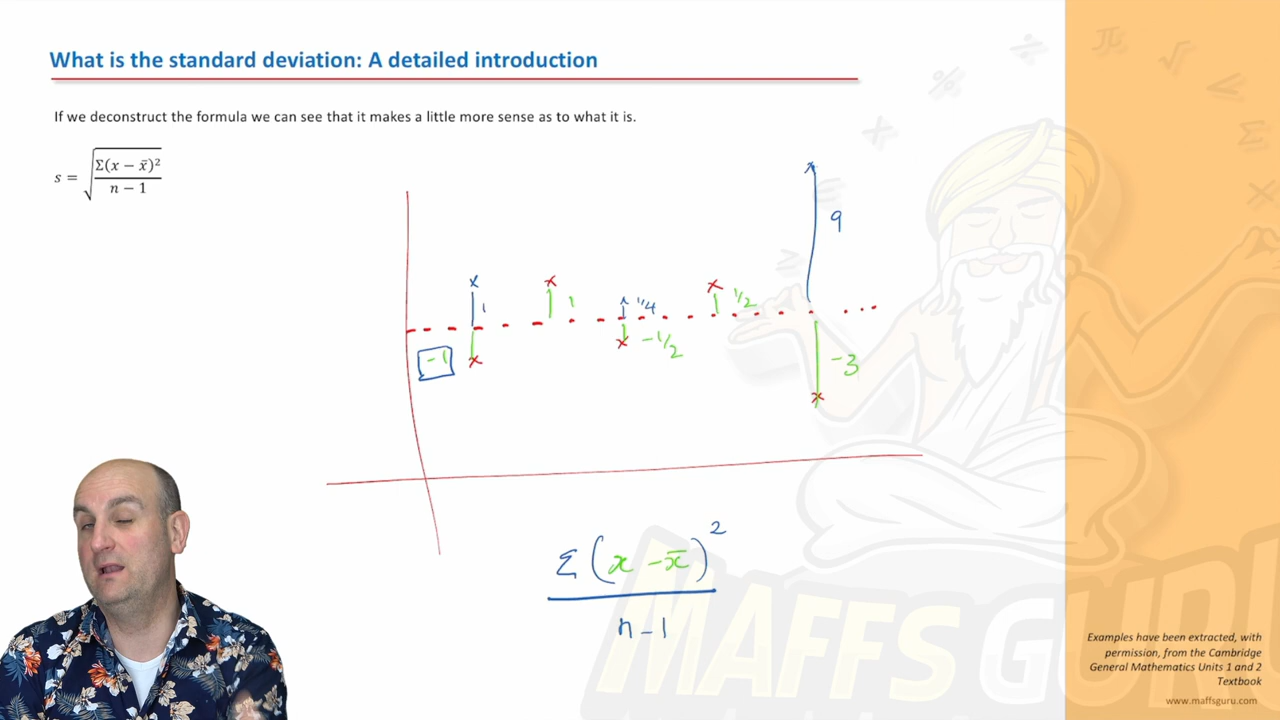 What is the standard deviation: A detailed introduction
If we deconstruct the formula we can see that it makes a little more sense as to what it is.
s = √(Σ(x − x̄)² / n − 1)
9
1
1
1/4
1/2
-1
-1/2
-3
Σ(x - x̄)²
n - 1
MAFFS GURU
Examples have been extracted, with
permission, from the Cambridge
General Mathematics Units 1 and 2
Textbook
www.maffsguru.com